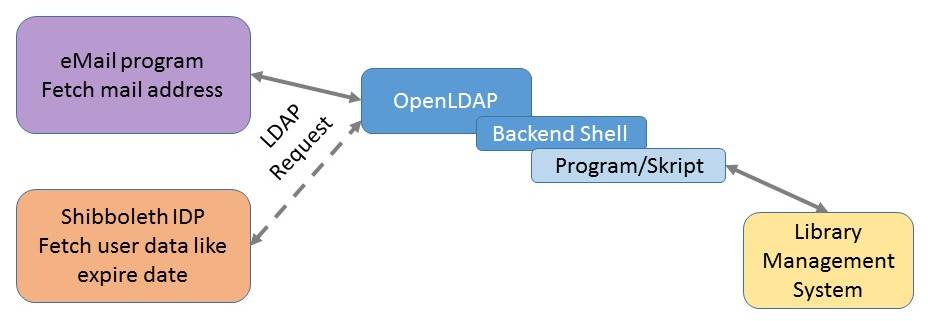 eMail program
Fetch mail address
OpenLDAP
LDAP
Request
Backend Shell
Program/Skript
Shibboleth IDP
Fetch user data like
expire date
Library
Management
System